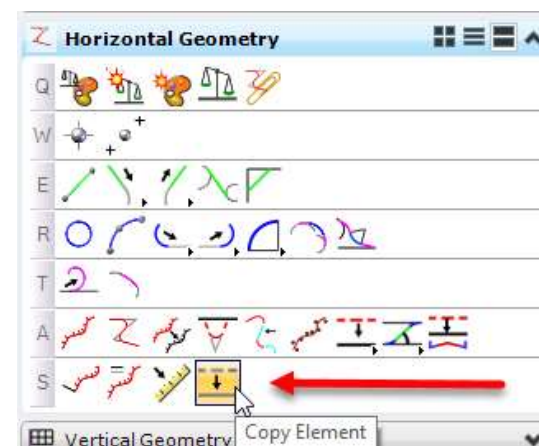 Horizontal Geometry
Q
W
E
R
T
A
S
Vertical Geometry
Copy Element